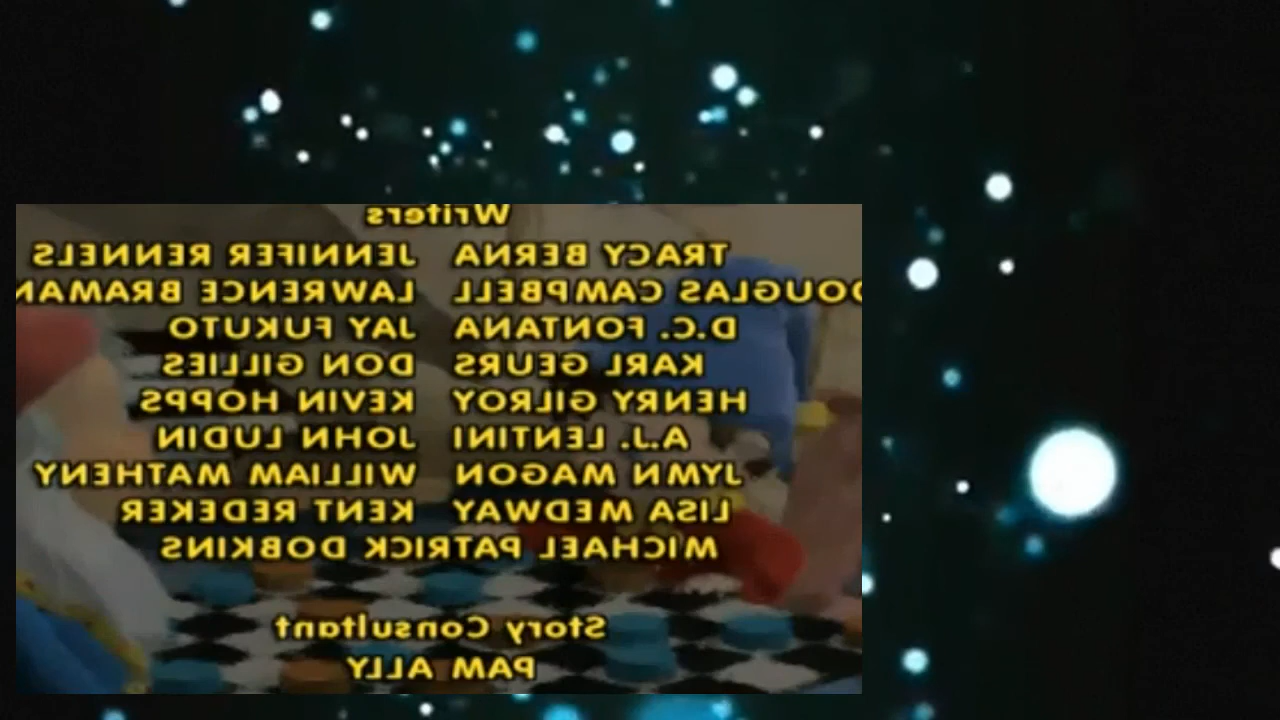 Writers
TRACY BERNA JENNIFER RENNELS
DOUGLAS CAMPBELL LAWRENCE BRAMAN
D.C. FONTANA JAY FUKUTO
KARL GEURS DON GILLIES
HENRY GILROY KEVIN HOPPS
A.J. LENTINI JOHN LUDIN
JYMN MAGON WILLIAM MATHENY
LISA MEDWAY KENT REDEKER
MICHAEL PATRICK DOBKINS
Story Consultant
PAM ALLY